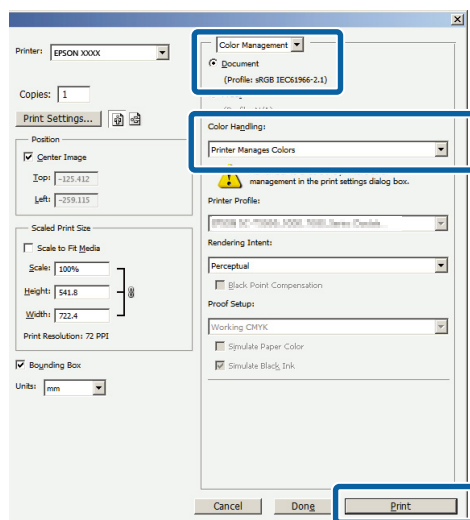 Printer:
EPSON XXXX
Copies:
1
Print Settings...
Position
Center Image
Top:
-125.412
Left:
-259.115
Scaled Print Size
Scale to Fit Media
Scale:
100%
Height:
541.8
Width:
722.4
Print Resolution: 72 PPI
Bounding Box
Units:
mm
Color Management
Document
(Profile: sRGB IEC61966-2.1)
Color Handling:
Printer Manages Colors
management in the print settings dialog box.
Printer Profile:
Rendering Intent:
Perceptual
Black Point Compensation
Proof Setup:
Working CMYK
Simulate Paper Color
Simulate Black Ink
Cancel
Done
Print